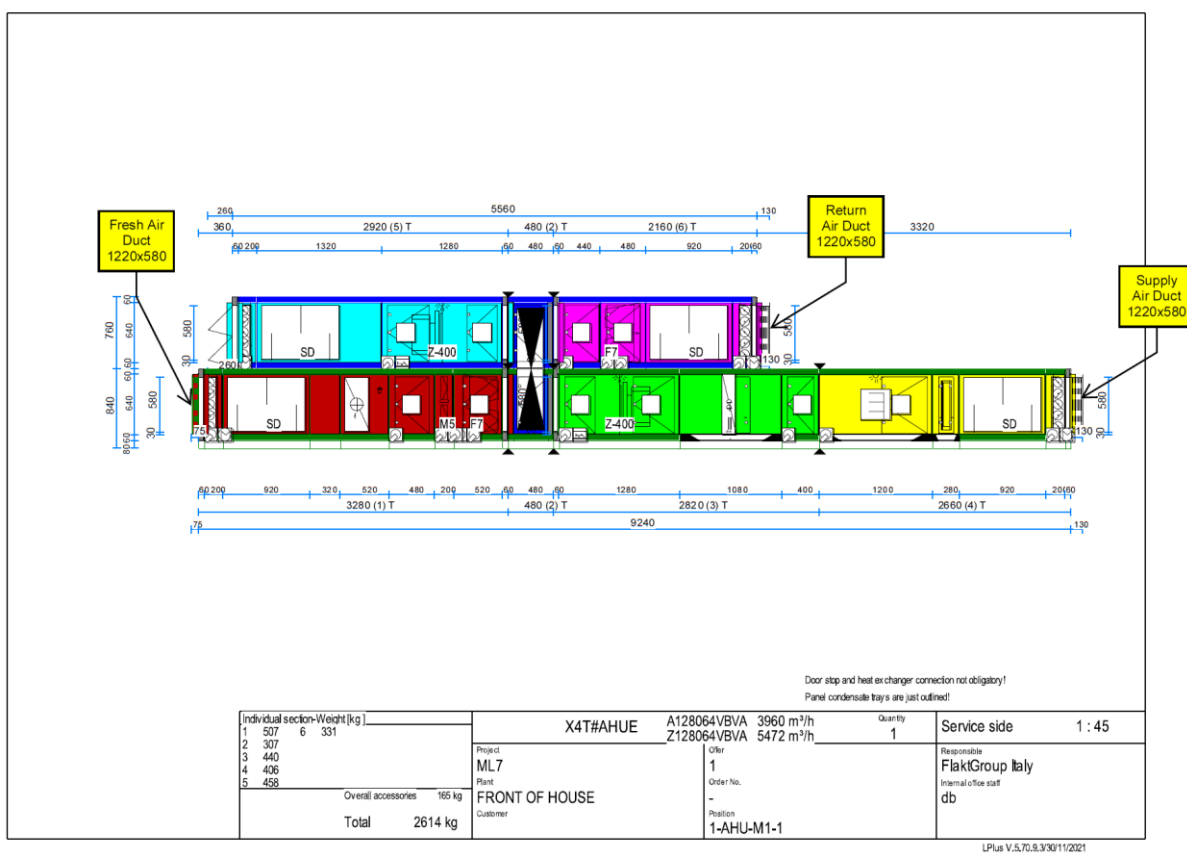 Fresh Air
Duct
1220x580
Return
Air Duct
1220x580
Supply
Air Duct
1220x580
260 5560 130
360 2920 (5) T 480 (2) T 2160 (6) T 3320
60 200 1320 1280 60 480 60 440 480 920 20 60
760
60 640 60
580
30
260
SD
Z-400
F7
SD
580
30
130
840
60 640 60
80
580
30
75
SD
M5
F7
Z-400
SD
580
30
130
60 200 920 320 520 480 200 520 60 480 60 1280 1080 400 1200 280 920 20 60
3280 (1) T 480 (2) T 2820 (3) T 2660 (4) T
75 9240 130
Door stop and heat exchanger connection not obligatory!
Panel condensate trays are just outlined!
Individual section-Weight [kg]
1 507 6 331
2 307
3 440
4 406
5 458
Overall accessories 165 kg
Total 2614 kg
X4T#AHUE
A128064VBVA 3960 m³/h
Z128064VBVA 5472 m³/h
Quantity
1
Service side 1 : 45
Project
ML7
Plant
FRONT OF HOUSE
Customer
Offer
1
Order No.
-
Position
1-AHU-M1-1
Responsible
FlaktGroup Italy
Internal office staff
db
LPlus V.5,70.9.3/30/11/2021